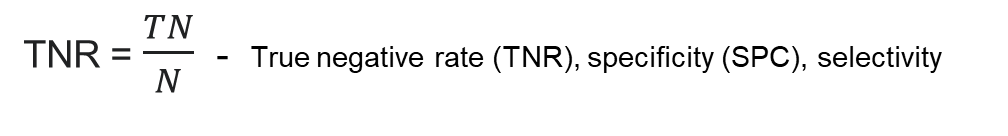 TNR = TN / N - True negative rate (TNR), specificity (SPC), selectivity